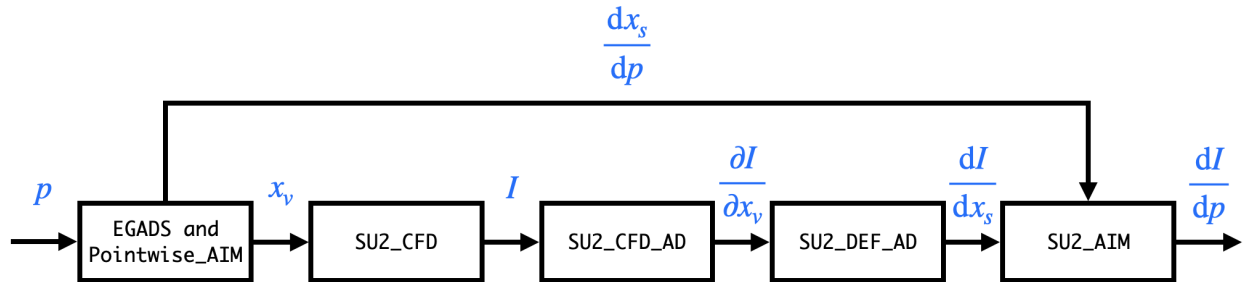 dx_s
dp
p
x_v
I
∂I
∂x_v
dI
dx_s
dI
dp
EGADS and
Pointwise_AIM
SU2_CFD
SU2_CFD_AD
SU2_DEF_AD
SU2_AIM